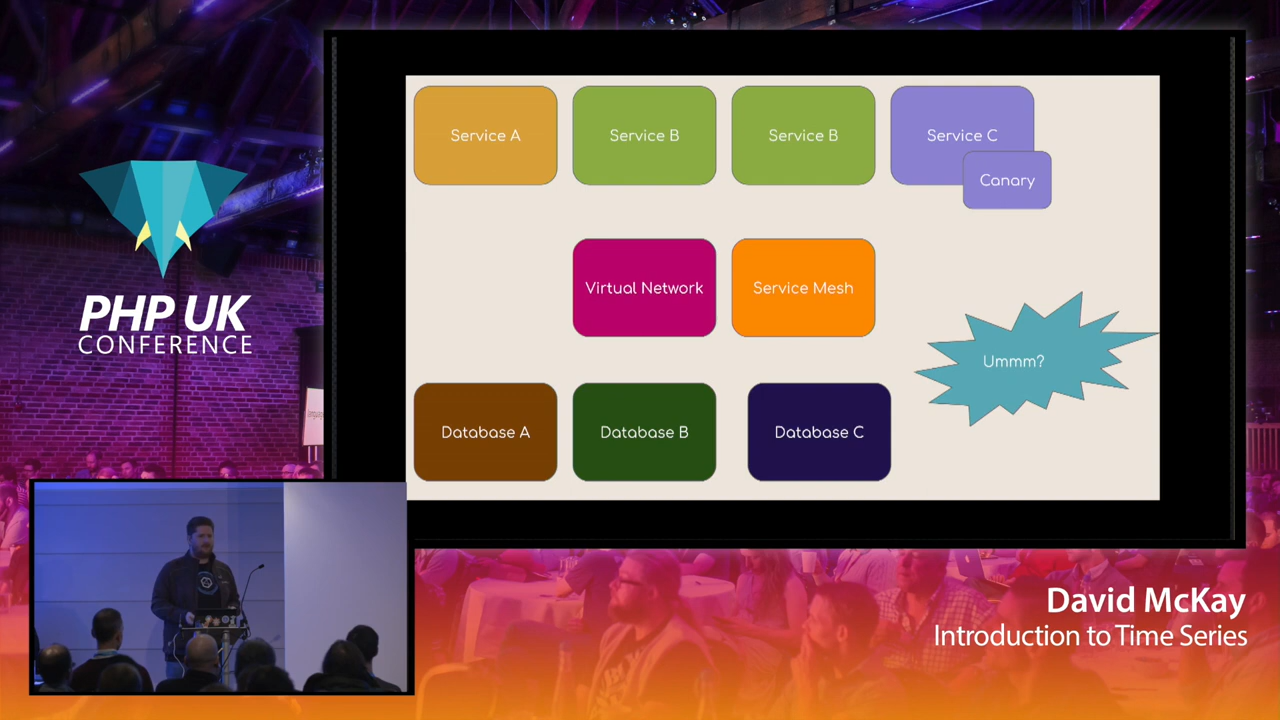 Service A
Service B
Service B
Service C
Canary
Virtual Network
Service Mesh
Ummm?
Database A
Database B
Database C
PHP UK
CONFERENCE
David McKay
Introduction to Time Series